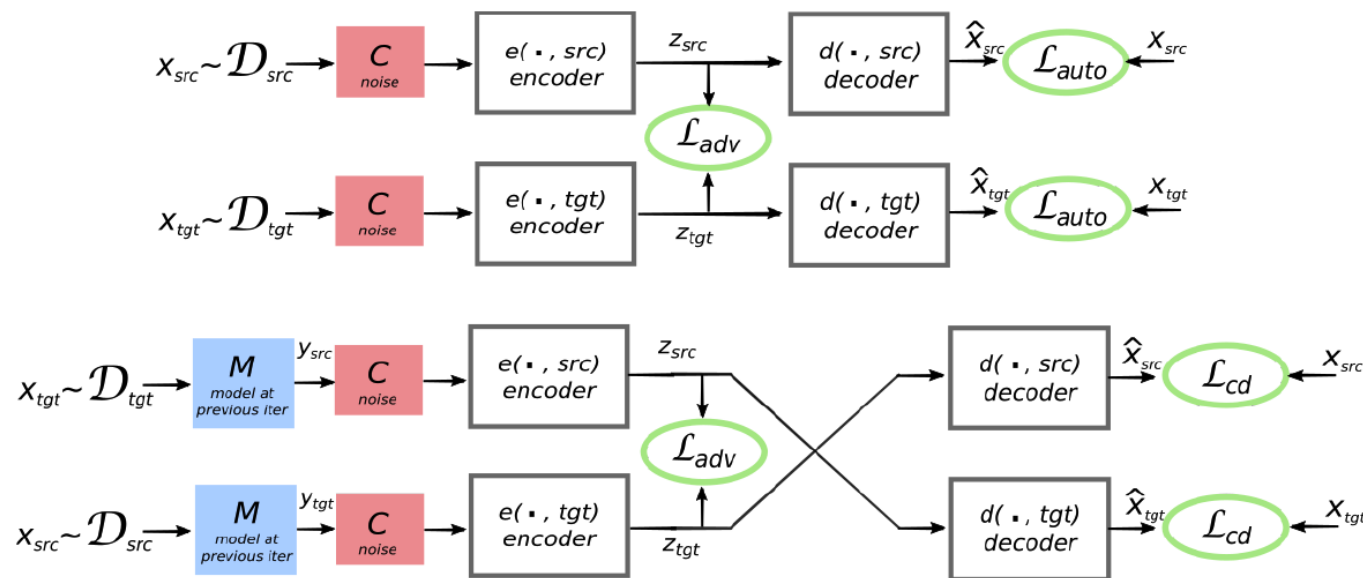 x_src ~ D_src
C
noise
e(·, src)
encoder
z_src
d(·, src)
decoder
x̂_src
L_auto
x_src
L_adv
x_tgt ~ D_tgt
C
noise
e(·, tgt)
encoder
z_tgt
d(·, tgt)
decoder
x̂_tgt
L_auto
x_tgt
x_tgt ~ D_tgt
M
model at
previous iter
y_src
C
noise
e(·, src)
encoder
z_src
d(·, src)
decoder
x̂_src
L_cd
x_src
L_adv
x_src ~ D_src
M
model at
previous iter
y_tgt
C
noise
e(·, tgt)
encoder
z_tgt
d(·, tgt)
decoder
x̂_tgt
L_cd
x_tgt